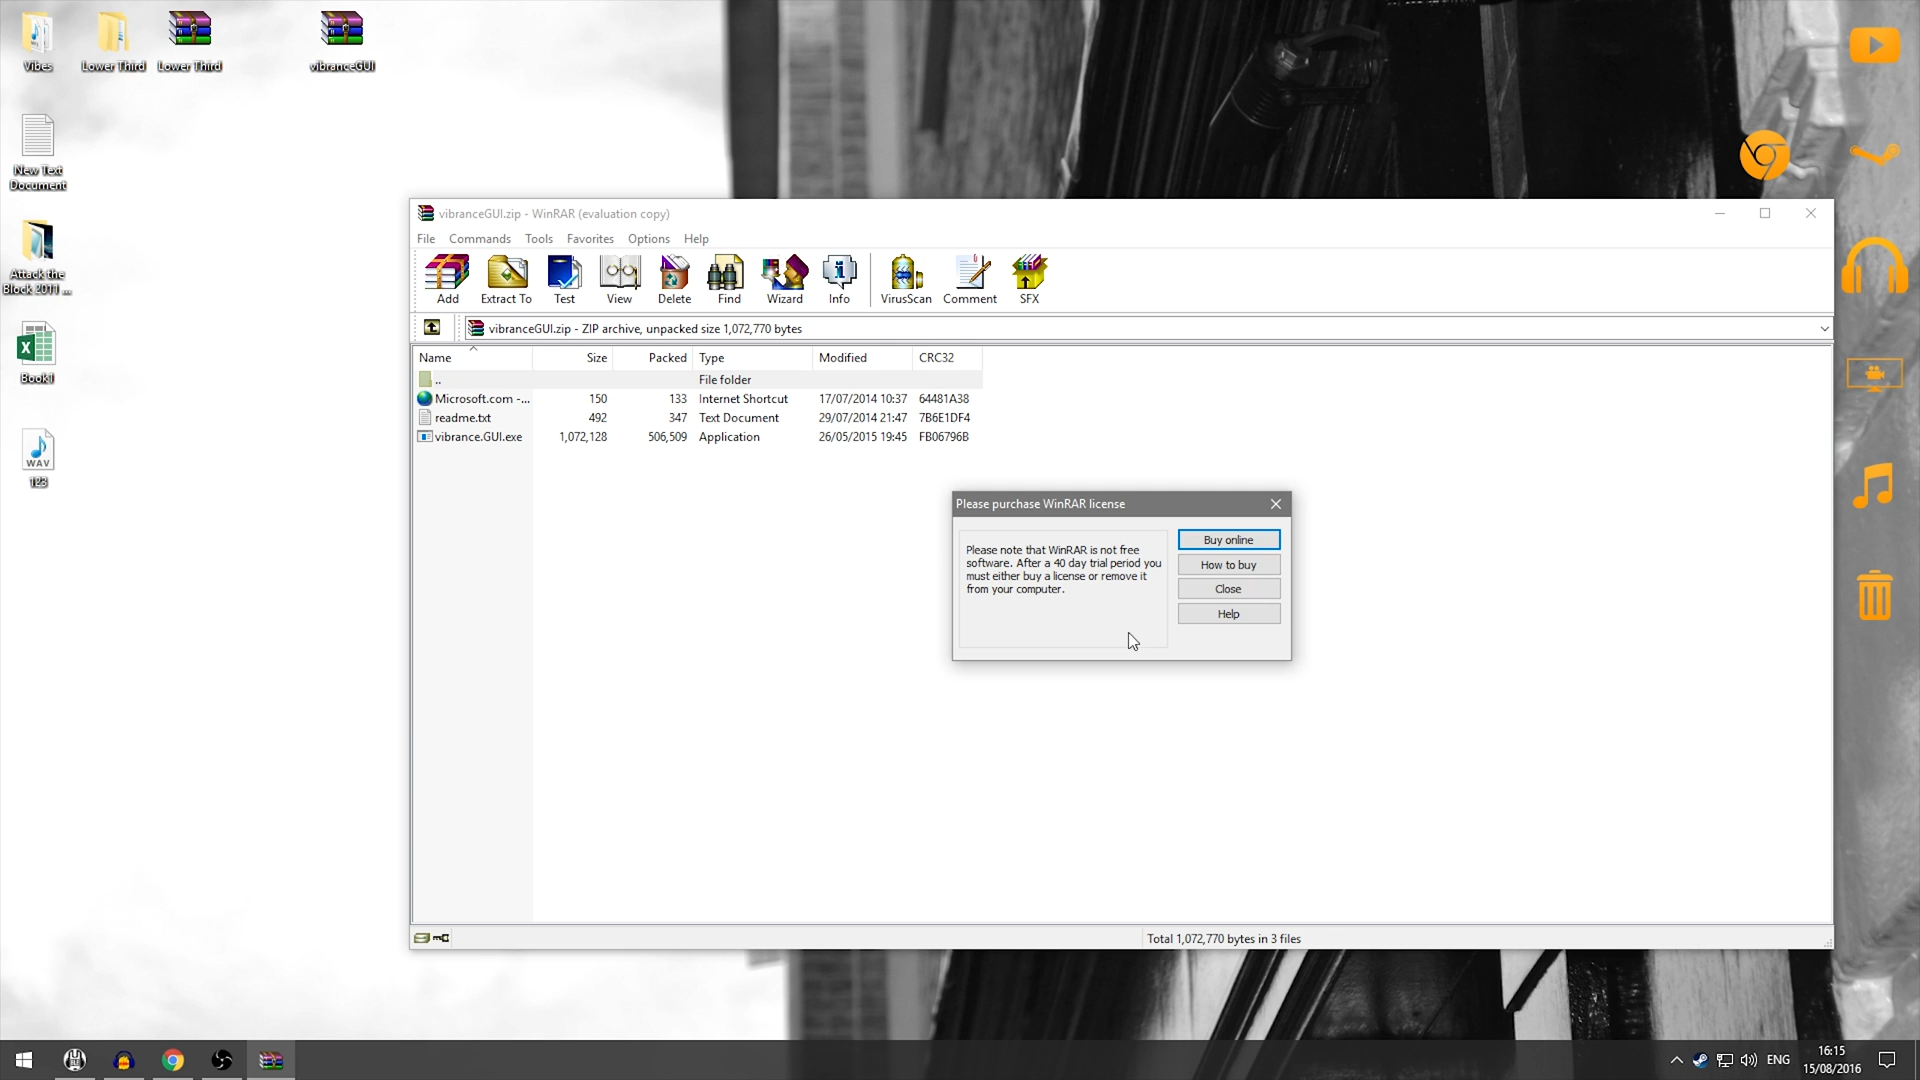 Vibes
Lower Third
Lower Third
vibranceGUI
New Text
Document
Attack the
Block 2011 ...
Book1
WAV
123
vibranceGUI.zip - WinRAR (evaluation copy)
File Commands Tools Favorites Options Help
Add Extract To Test View Delete Find Wizard Info VirusScan Comment SFX
vibranceGUI.zip - ZIP archive, unpacked size 1,072,770 bytes
Name Size Packed Type Modified CRC32
.. File folder
Microsoft.com -... 150 133 Internet Shortcut 17/07/2014 10:37 64481A38
readme.txt 492 347 Text Document 29/07/2014 21:47 7B6E1DF4
vibrance.GUI.exe 1,072,128 506,509 Application 26/05/2015 19:45 FB06796B
Please purchase WinRAR license
Please note that WinRAR is not free
software. After a 40 day trial period you
must either buy a license or remove it
from your computer.
Buy online
How to buy
Close
Help
Total 1,072,770 bytes in 3 files
ENG
16:15
15/08/2016